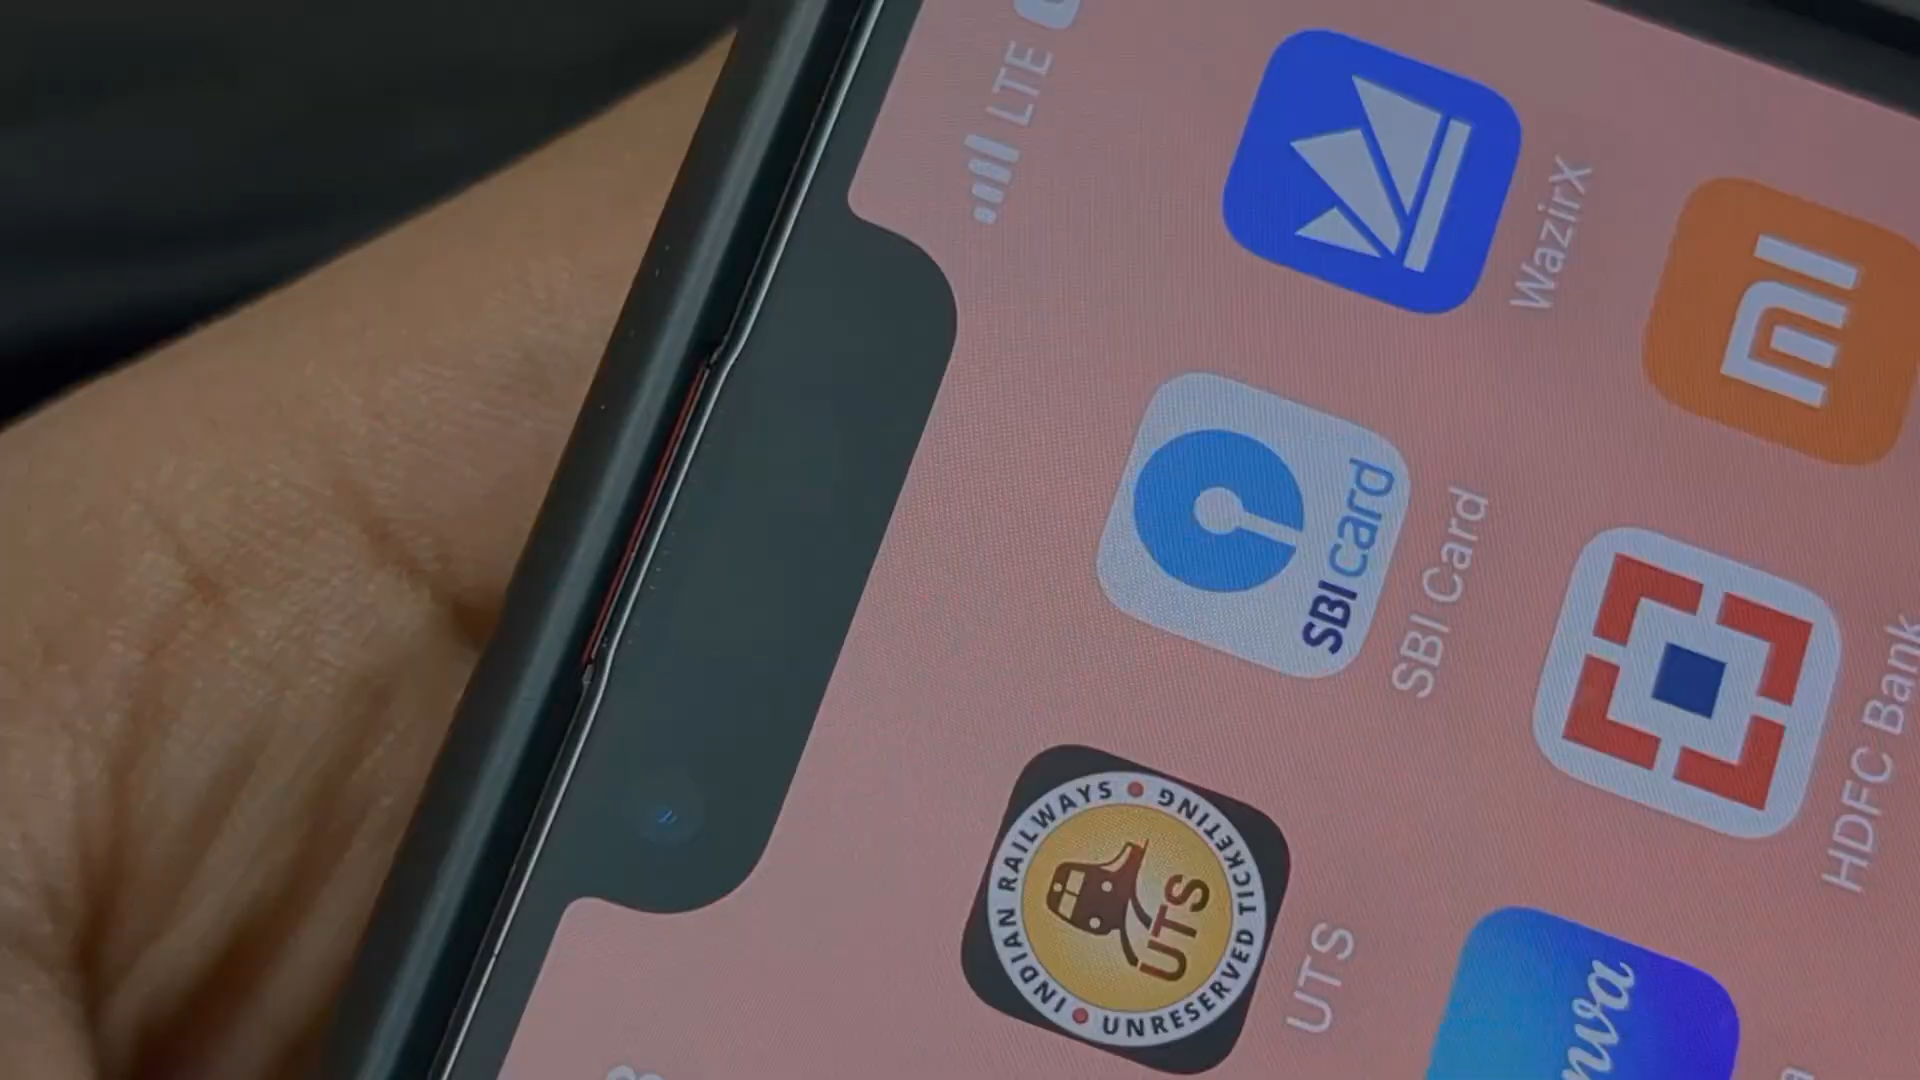 LTE
WazirX
SBI card
SBI Card
HDFC Bank
INDIAN RAILWAYS
UNRESERVED TICKETING
UTS
UTS